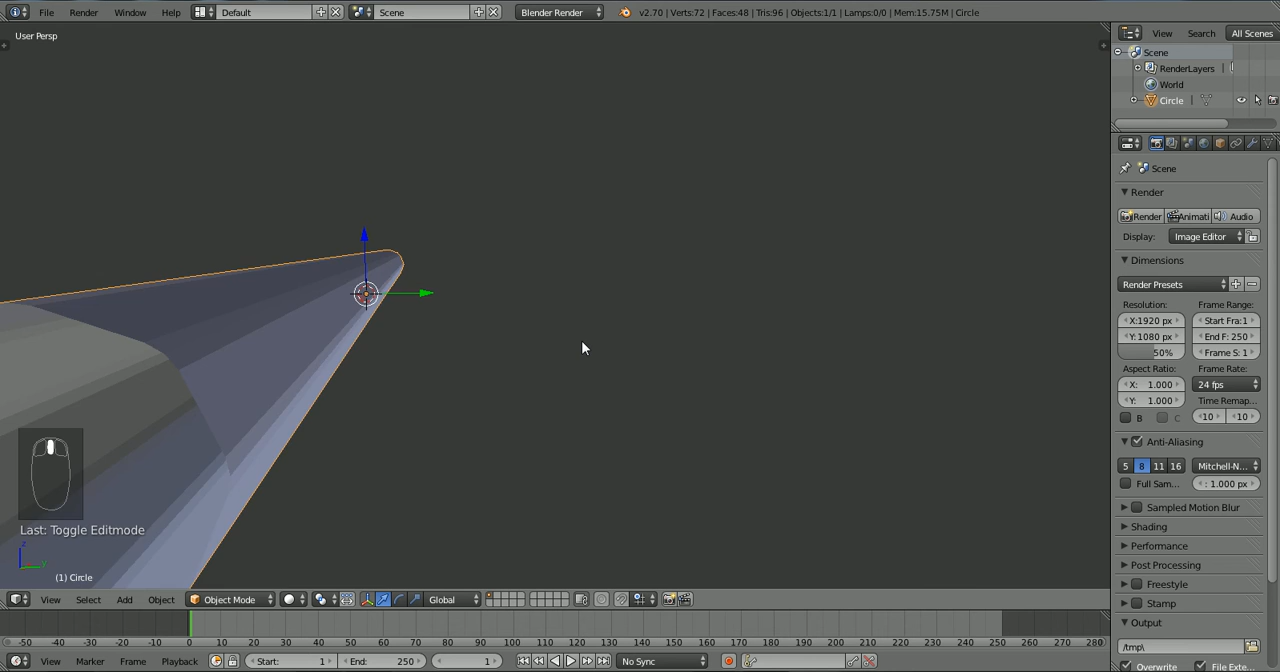 File Render Window Help Default Scene Blender Render v2.70 | Verts:72 | Faces:48 | Tris:96 | Objects:1/1 | Lamps:0/0 | Mem:15.75M | Circle
User Persp
View Search All Scenes
Scene
RenderLayers
World
Circle
Scene
Render
Render Animati Audio
Display: Image Editor
Dimensions
Render Presets
Resolution: Frame Range:
X:1920 px Start Fra:1
Y:1080 px End F: 250
50% Frame S: 1
Aspect Ratio: Frame Rate:
X: 1.000 24 fps
Y: 1.000 Time Remap...
B C 10 10
Anti-Aliasing
5 8 11 16 Mitchell-N...
Full Sam... : 1.000 px
Sampled Motion Blur
Shading
Performance
Post Processing
Freestyle
Stamp
Output
/tmp\
Overwrite File Exte...
Last: Toggle Editmode
z
y
(1) Circle
View Select Add Object Object Mode Global
-50 -40 -30 -20 -10 0 10 20 30 40 50 60 70 80 90 100 110 120 130 140 150 160 170 180 190 200 210 220 230 240 250 260 270 280
View Marker Frame Playback Start: 1 End: 250 1 No Sync